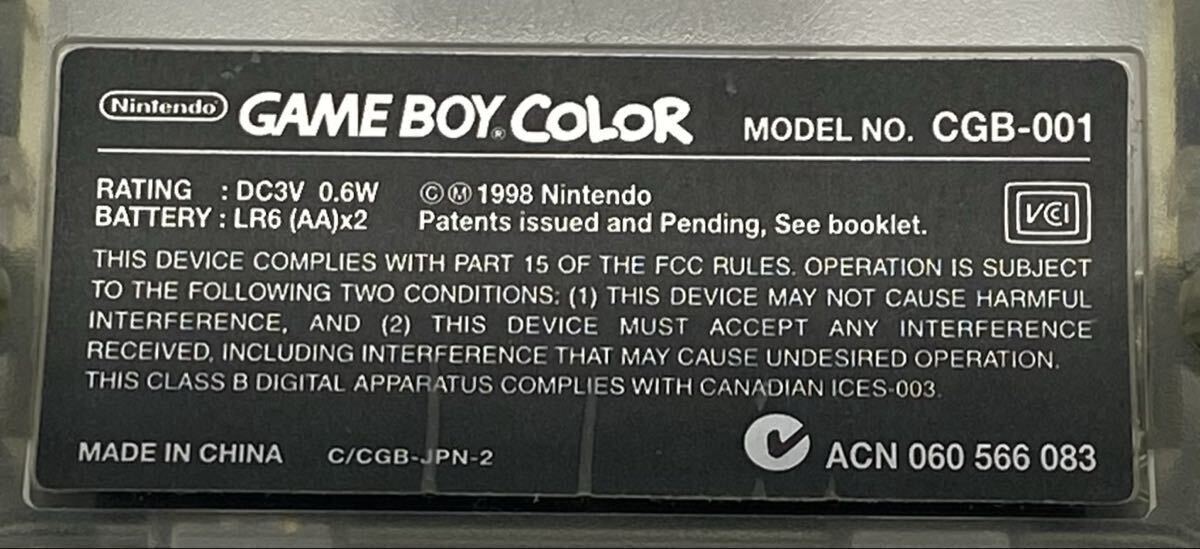 Nintendo GAME BOY® COLOR MODEL NO. CGB-001
RATING : DC3V 0.6W ©Ⓜ1998 Nintendo
BATTERY : LR6 (AA)x2 Patents issued and Pending, See booklet.
VCI
THIS DEVICE COMPLIES WITH PART 15 OF THE FCC RULES. OPERATION IS SUBJECT
TO THE FOLLOWING TWO CONDITIONS: (1) THIS DEVICE MAY NOT CAUSE HARMFUL
INTERFERENCE, AND (2) THIS DEVICE MUST ACCEPT ANY INTERFERENCE
RECEIVED, INCLUDING INTERFERENCE THAT MAY CAUSE UNDESIRED OPERATION.
THIS CLASS B DIGITAL APPARATUS COMPLIES WITH CANADIAN ICES-003.
MADE IN CHINA C/CGB-JPN-2 ACN 060 566 083